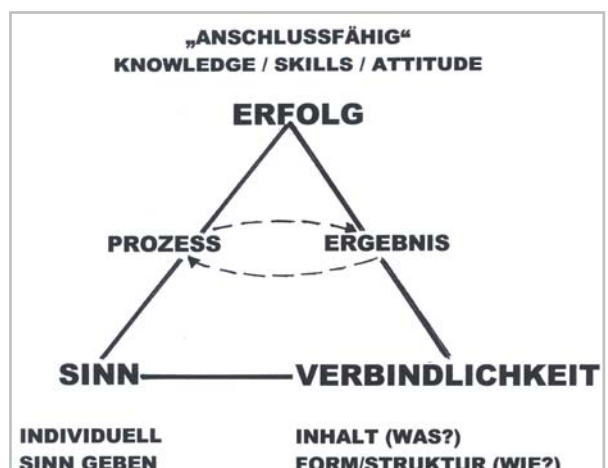 „ANSCHLUSSFÄHIG“
KNOWLEDGE / SKILLS / ATTITUDE
ERFOLG
PROZESS ERGEBNIS
SINN VERBINDLICHKEIT
INDIVIDUELL INHALT (WAS?)
SINN GEBEN FORM/STRUKTUR (WIE?)